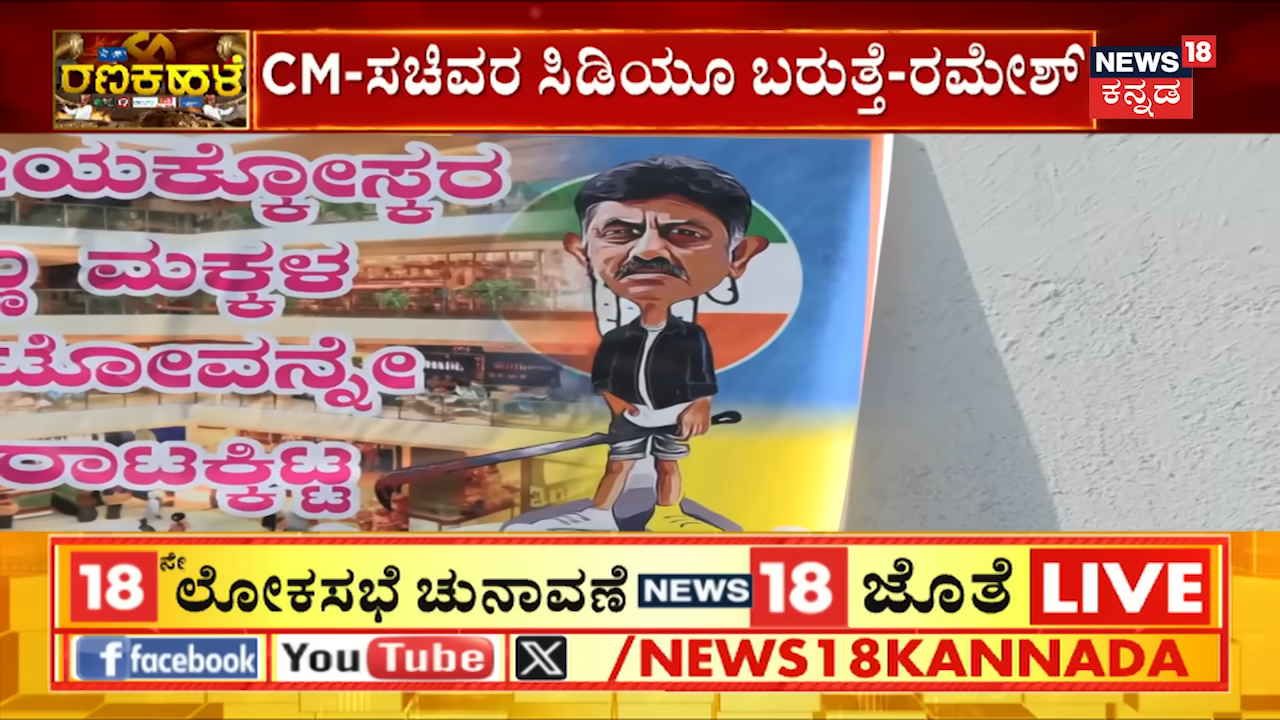 ರಣಕಹಳೆ
CM-ಸಚಿವರ ಸಿಡಿಯೂ ಬರುತ್ತೆ-ರಮೇಶ್
NEWS 18
ಕನ್ನಡ
ಯಕ್ಕೋಸ್ಕರ
ಮಕ್ಕಳ
ಟೋವನ್ನೇ
ರಾಟಕ್ಕಿಟ್ಟ
18 ನೇ ಲೋಕಸಭೆ ಚುನಾವಣೆ NEWS 18 ಜೊತೆ LIVE
facebook YouTube X /NEWS18KANNADA